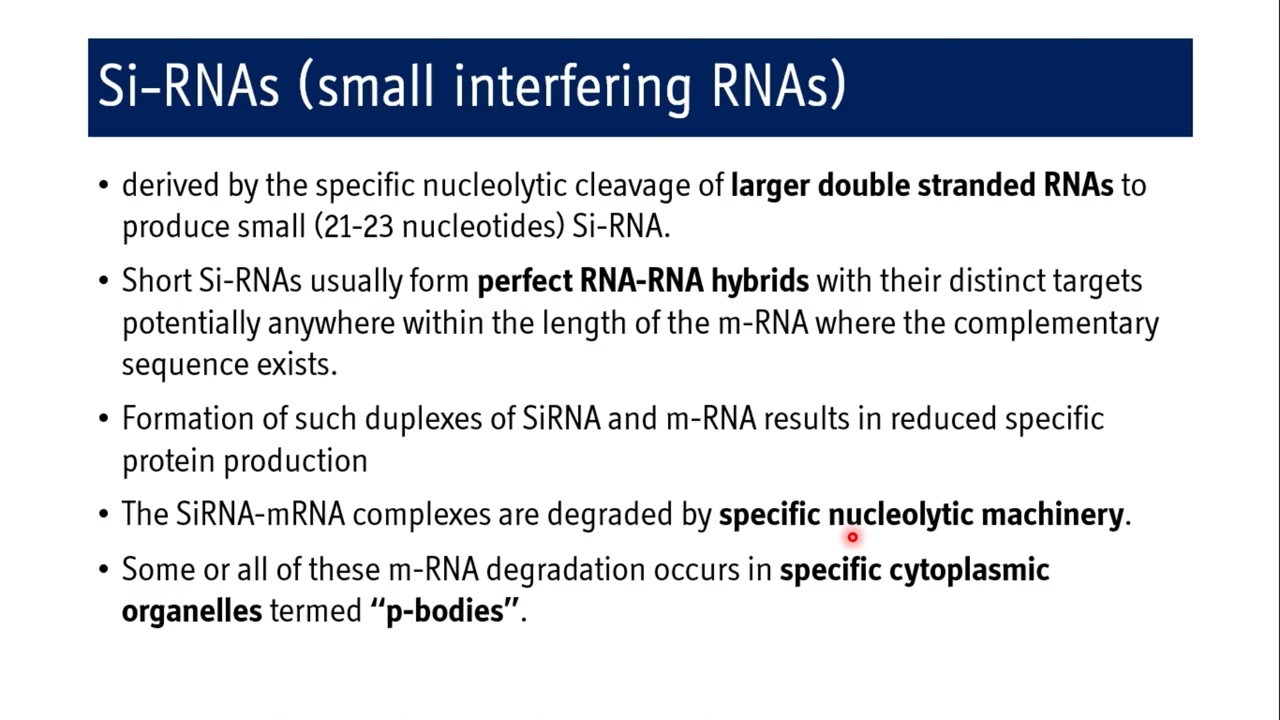 Si-RNAs (small interfering RNAs)
• derived by the specific nucleolytic cleavage of larger double stranded RNAs to
produce small (21-23 nucleotides) Si-RNA.
• Short Si-RNAs usually form perfect RNA-RNA hybrids with their distinct targets
potentially anywhere within the length of the m-RNA where the complementary
sequence exists.
• Formation of such duplexes of SiRNA and m-RNA results in reduced specific
protein production
• The SiRNA-mRNA complexes are degraded by specific nucleolytic machinery.
• Some or all of these m-RNA degradation occurs in specific cytoplasmic
organelles termed “p-bodies”.